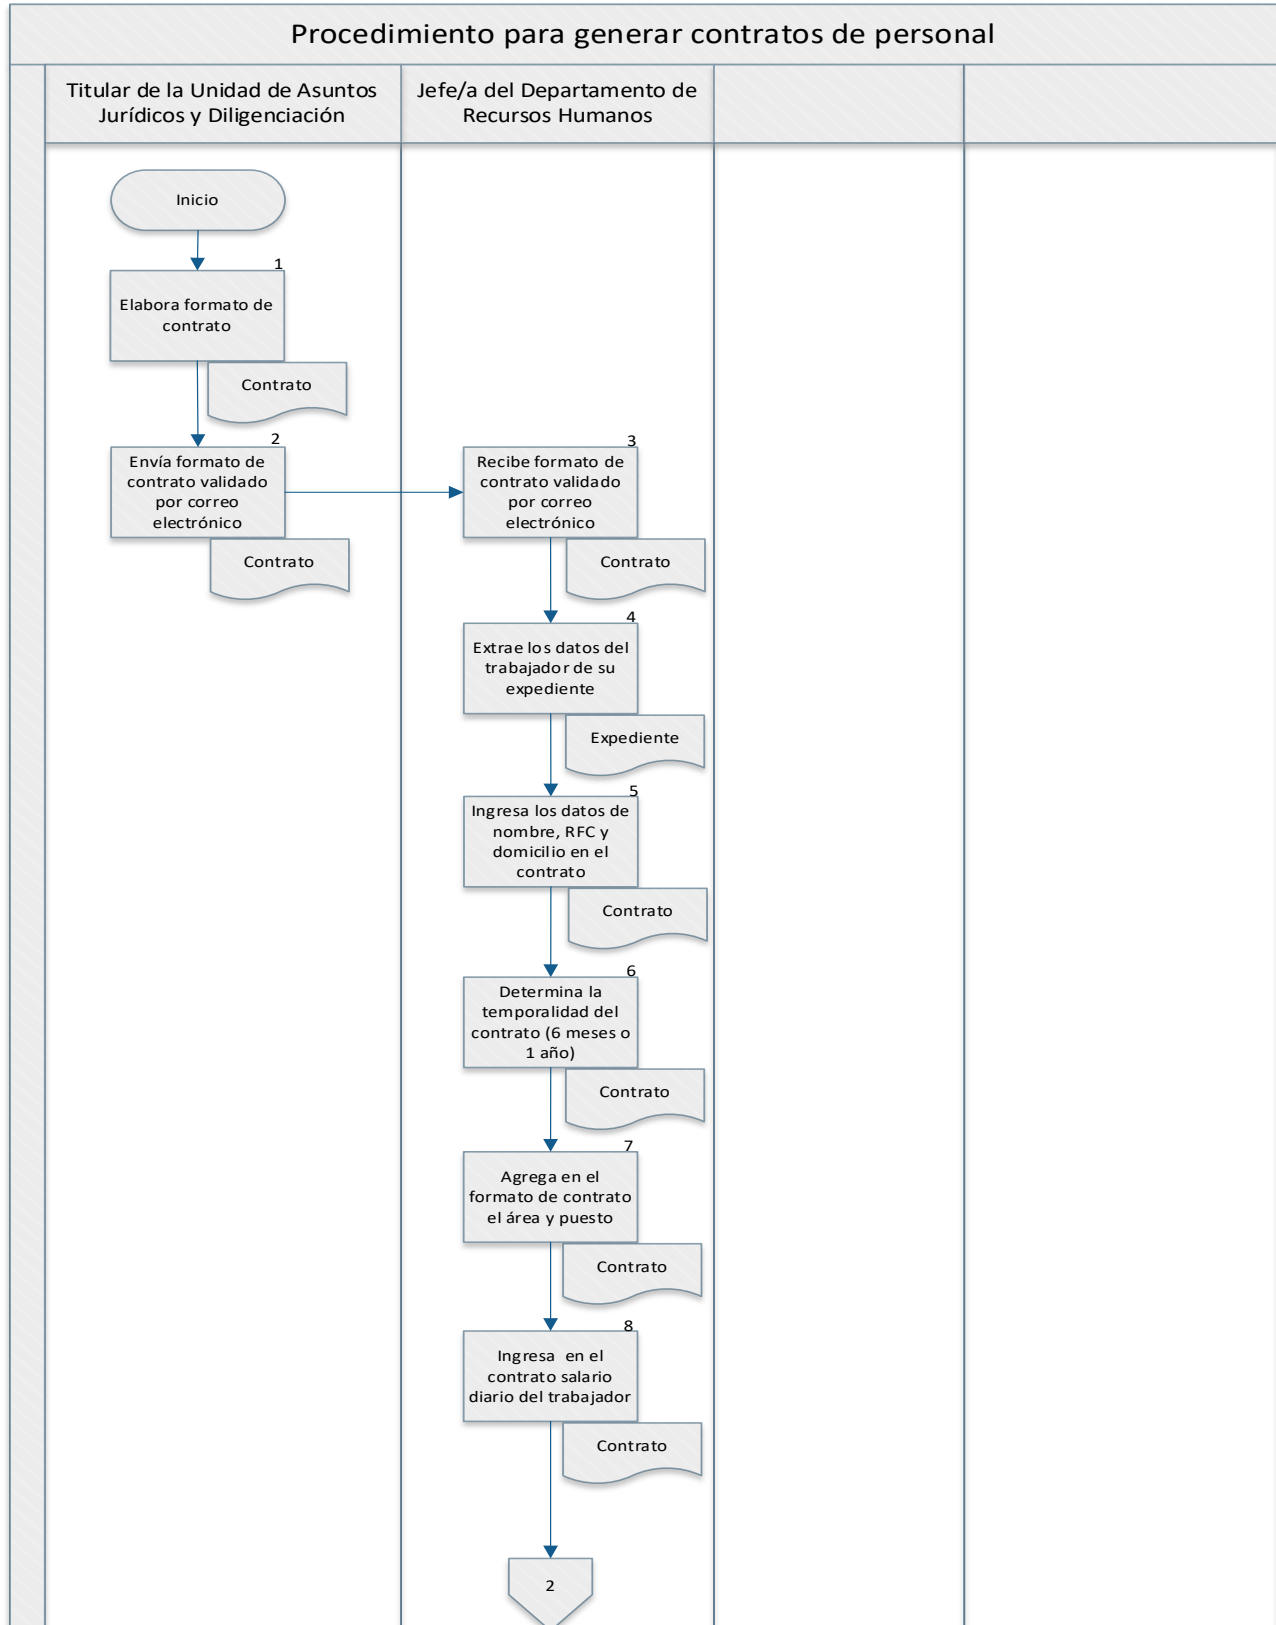 Procedimiento para generar contratos de personal
Titular de la Unidad de Asuntos
Jurídicos y Diligenciación
Jefe/a del Departamento de
Recursos Humanos
Inicio
1
Elabora formato de
contrato
Contrato
2
Envía formato de
contrato validado
por correo
electrónico
Contrato
3
Recibe formato de
contrato validado
por correo
electrónico
Contrato
4
Extrae los datos del
trabajador de su
expediente
Expediente
5
Ingresa los datos de
nombre, RFC y
domicilio en el
contrato
Contrato
6
Determina la
temporalidad del
contrato (6 meses o
1 año)
Contrato
7
Agrega en el
formato de contrato
el área y puesto
Contrato
8
Ingresa en el
contrato salario
diario del trabajador
Contrato
2